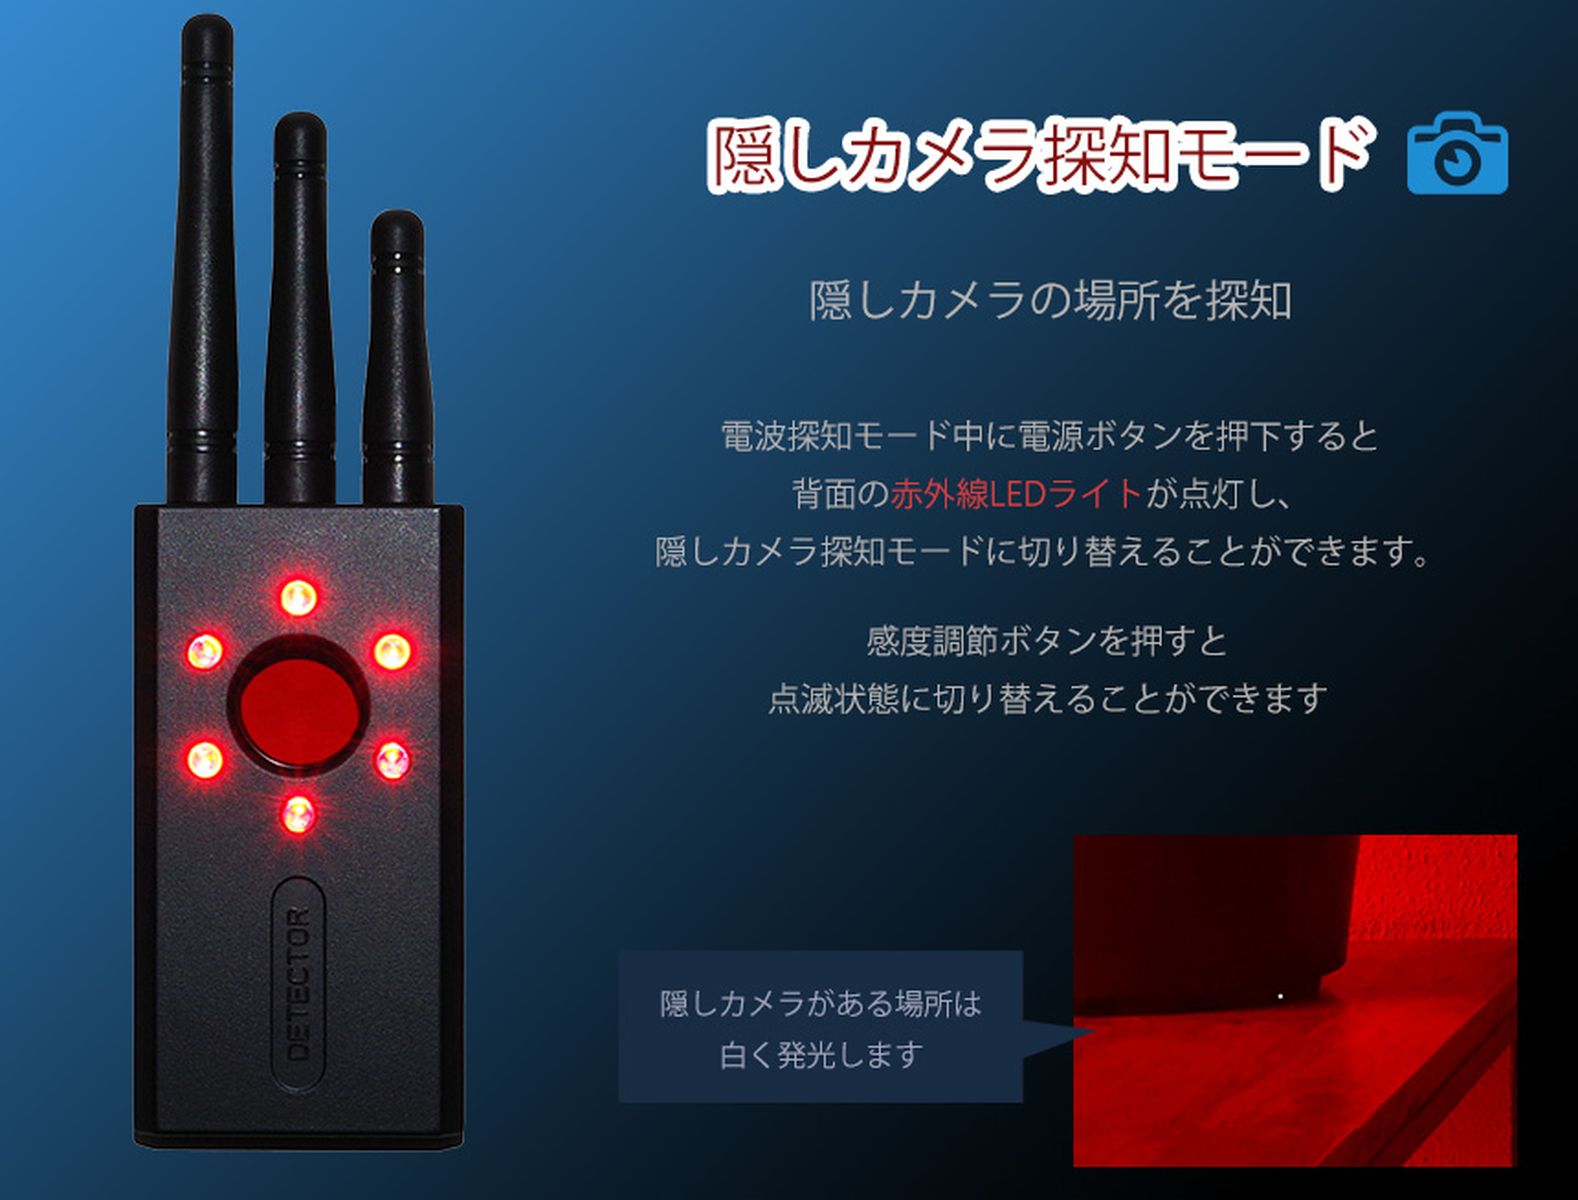 隠しカメラ探知モード
隠しカメラの場所を探知
電波探知モード中に電源ボタンを押下すると
背面の赤外線LEDライトが点灯し、
隠しカメラ探知モードに切り替えることができます。
感度調節ボタンを押すと
点滅状態に切り替えることができます
隠しカメラがある場所は
白く発光します
DETECTOR